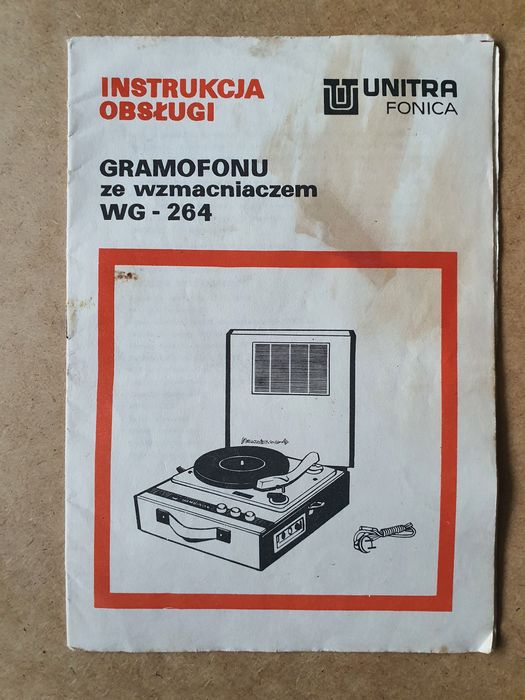 INSTRUKCJA
OBSŁUGI
UNITRA
FONICA
GRAMOFONU
ze wzmacniaczem
WG - 264